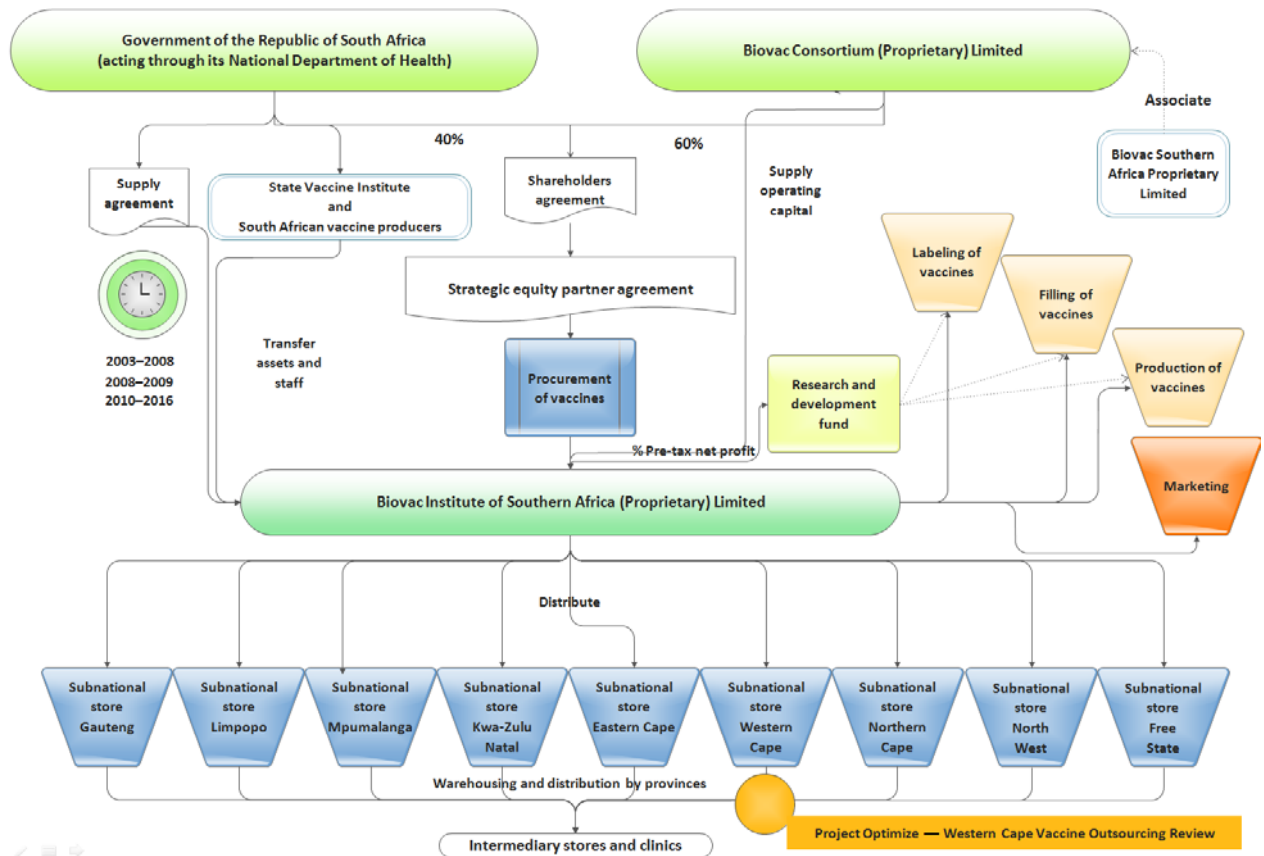 Government of the Republic of South Africa
(acting through its National Department of Health)
Biovac Consortium (Proprietary) Limited
Associate
40%
60%
Supply
agreement
State Vaccine Institute
and
South African vaccine producers
Shareholders
agreement
Supply
operating
capital
Biovac Southern
Africa Proprietary
Limited
Labeling of
vaccines
Filling of
vaccines
Strategic equity partner agreement
2003–2008
2008–2009
2010–2016
Transfer
assets and
staff
Procurement
of vaccines
Research and
development
fund
Production of
vaccines
% Pre-tax net profit
Marketing
Biovac Institute of Southern Africa (Proprietary) Limited
Distribute
Subnational
store
Gauteng
Subnational
store
Limpopo
Subnational
store
Mpumalanga
Subnational
store
Kwa-Zulu
Natal
Subnational
store
Eastern Cape
Subnational
store
Western
Cape
Subnational
store
Northern
Cape
Subnational
store
North
West
Subnational
store
Free
State
Warehousing and distribution by provinces
Project Optimize — Western Cape Vaccine Outsourcing Review
Intermediary stores and clinics